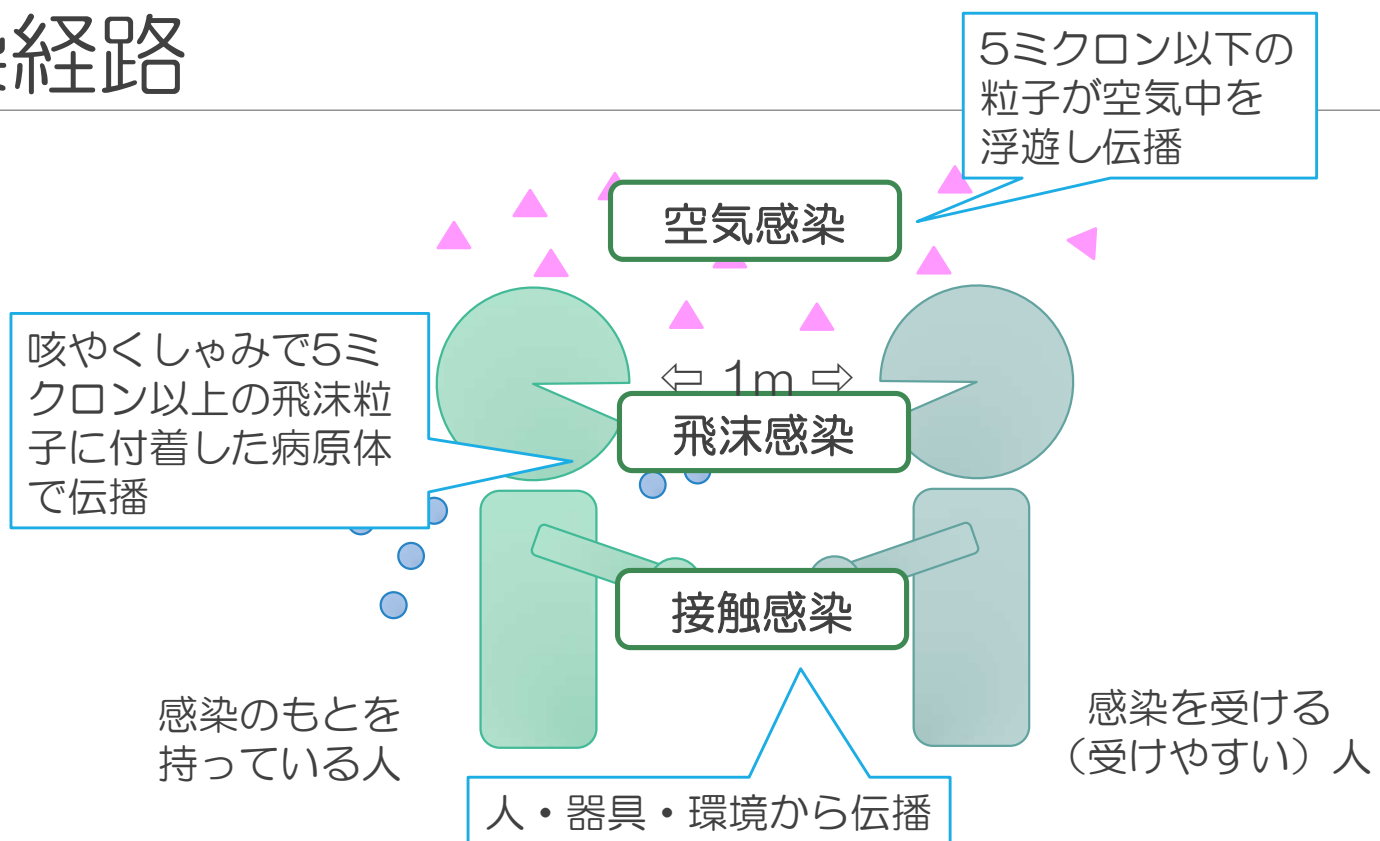 経路
5ミクロン以下の
粒子が空気中を
浮遊し伝播
空気感染
咳やくしゃみで5ミ
クロン以上の飛沫粒
子に付着した病原体
で伝播
⇦ 1m ⇨
飛沫感染
接触感染
感染のもとを
持っている人
感染を受ける
（受けやすい）人
人・器具・環境から伝播